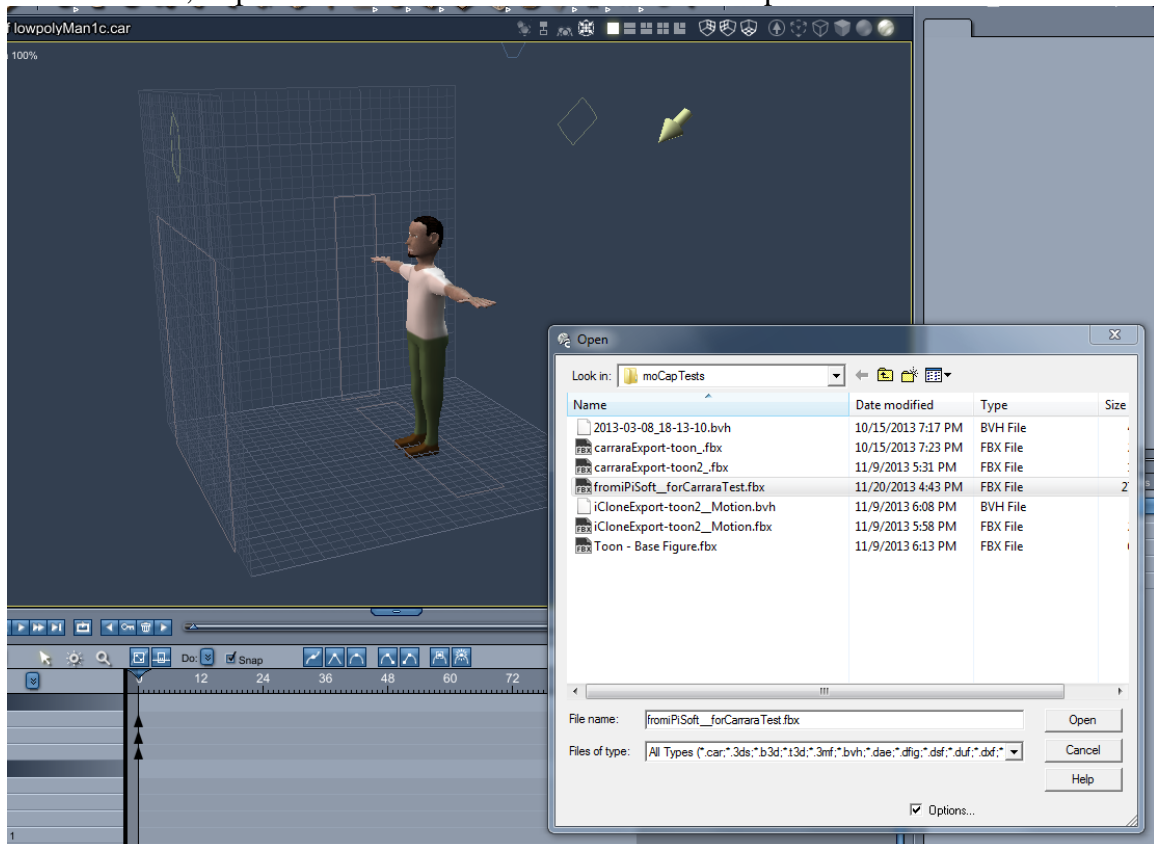 f lowpolyMan1c.car
100%
Open
Look in: moCapTests
Name Date modified Type Size
2013-03-08_18-13-10.bvh 10/15/2013 7:17 PM BVH File
carraraExport-toon_.fbx 10/15/2013 7:23 PM FBX File
carraraExport-toon2_.fbx 11/9/2013 5:31 PM FBX File
fromiPiSoft__forCarraraTest.fbx 11/20/2013 4:43 PM FBX File 2
iCloneExport-toon2__Motion.bvh 11/9/2013 6:08 PM BVH File
iCloneExport-toon2__Motion.fbx 11/9/2013 5:58 PM FBX File
Toon - Base Figure.fbx 11/9/2013 6:13 PM FBX File
File name: fromiPiSoft__forCarraraTest.fbx Open
Files of type: All Types (*.car;*.3ds;*.b3d;*.t3d;*.3mf;*.bvh;*.dae;*.dfig;*.dsf;*.duf;*.dxf;* Cancel
Help
Options...
Do: Snap
12 24 36 48 60 72
1